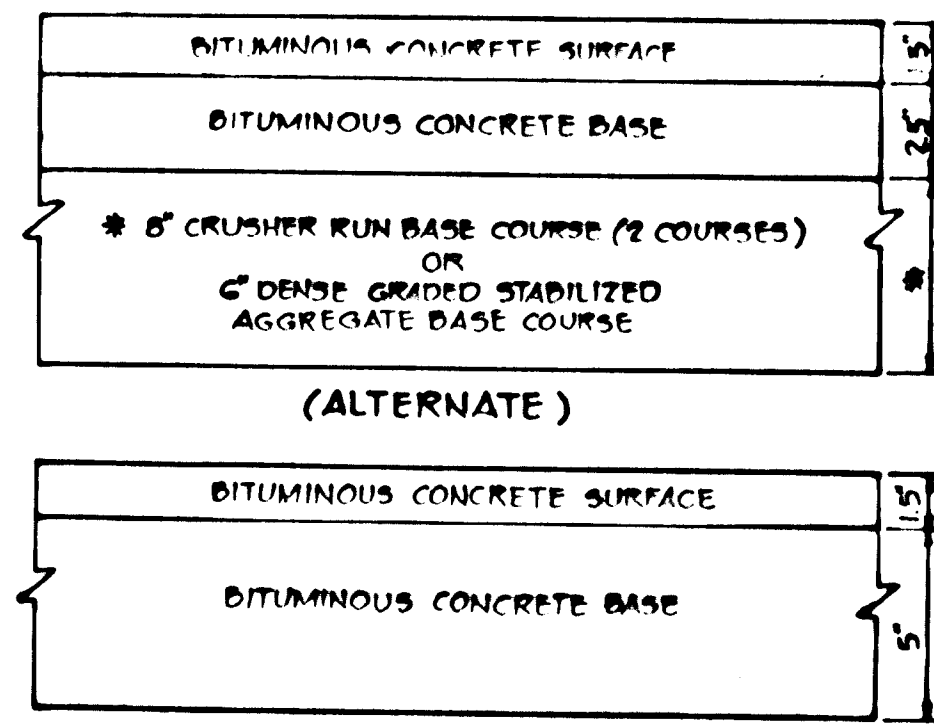 BITUMINOUS CONCRETE SURFACE
1.5"
BITUMINOUS CONCRETE BASE
2.5"
* 8" CRUSHER RUN BASE COURSE (2 COURSES)
OR
6" DENSE GRADED STABILIZED
AGGREGATE BASE COURSE
*
(ALTERNATE)
BITUMINOUS CONCRETE SURFACE
1.5"
BITUMINOUS CONCRETE BASE
5"